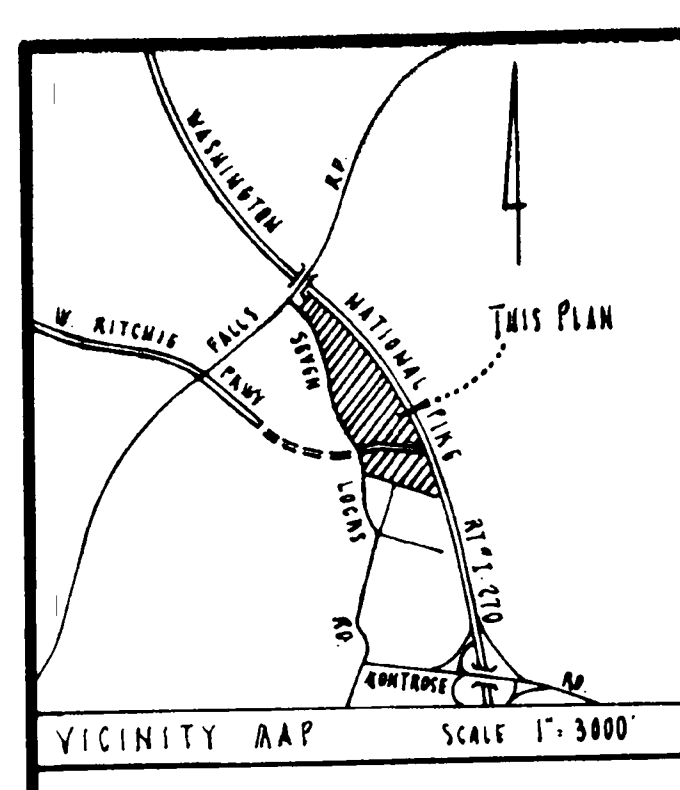 WASHINGTON
NATIONAL PIKE
RT # I-270
FALLS RD.
W. RITCHIE PKWY
SEVEN LOCKS RD.
THIS PLAN
MONTROSE RD.
VICINITY MAP
SCALE 1" = 3000'